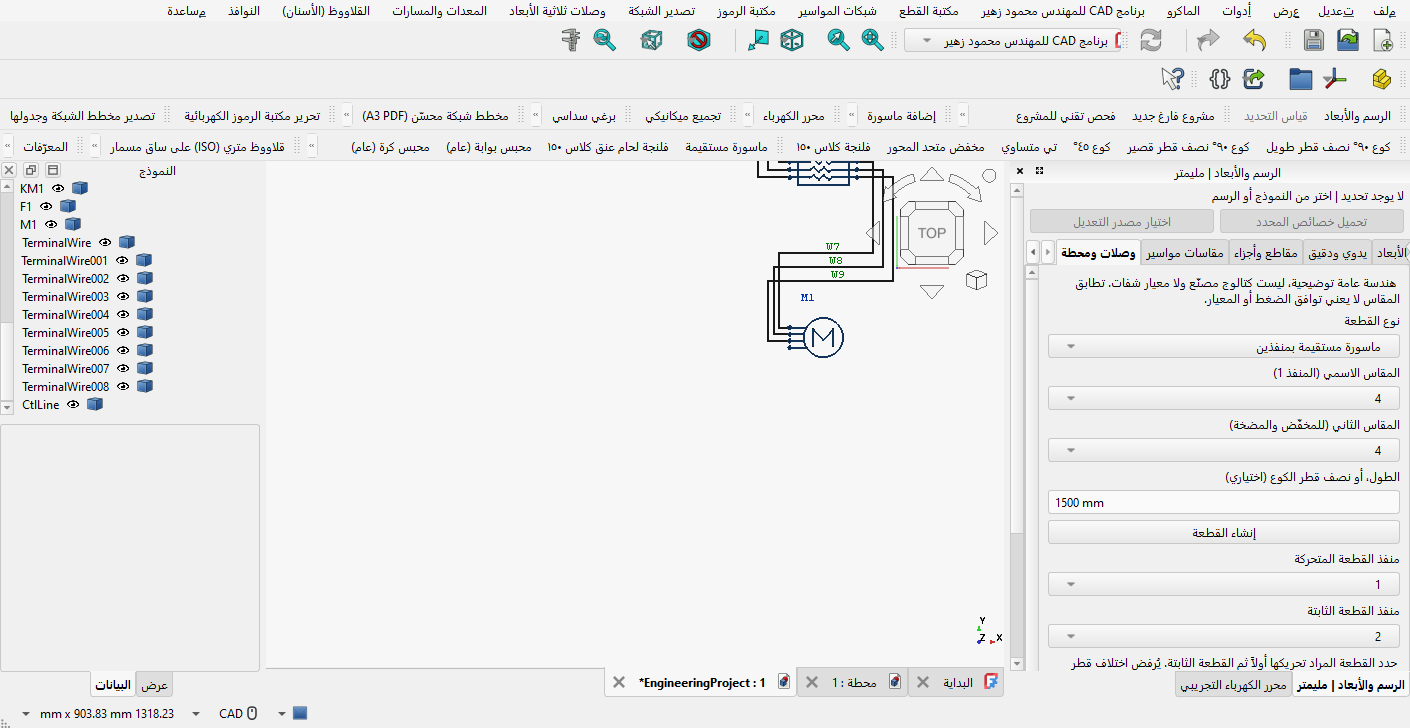 ملف تعديل عرض أدوات الماكرو برنامج CAD للمهندس محمود زهير مكتبة القطع شبكات المواسير مكتبة الرموز تصدير الشبكة وصلات ثلاثية الأبعاد المعدات والمسارات القلاووظ (الأسنان) النوافذ مساعدة
برنامج CAD للمهندس محمود زهير
الرسم والأبعاد قياس التحديد مشروع فارغ جديد فحص تقني للمشروع » إضافة ماسورة » محرر الكهرباء » تجميع ميكانيكي برغي سداسي » مخطط شبكة محسّن (A3 PDF) » تحرير مكتبة الرموز الكهربائية تصدير مخطط الشبكة وجدولها
كوع ٩٠° نصف قطر طويل كوع ٩٠° نصف قطر قصير كوع ٤٥° تي متساوي مخفض متحد المحور فلنجة كلاس ١٥٠ ماسورة مستقيمة فلنجة لحام عنق كلاس ١٥٠ محبس بوابة (عام) محبس كرة (عام) » قلاووظ متري (ISO) على ساق مسمار » المعرّفات »
النموذج
KM1
F1
M1
TerminalWire
TerminalWire001
TerminalWire002
TerminalWire003
TerminalWire004
TerminalWire005
TerminalWire006
TerminalWire007
TerminalWire008
CtlLine
عرض البيانات
W7
W8
W9
M1
M
TOP
Y
Z X
الرسم والأبعاد | مليمتر
لا يوجد تحديد | اختر من النموذج أو الرسم
تحميل خصائص المحدد اختيار مصدر التعديل
الأبعاد يدوي ودقيق مقاطع وأجزاء مقاسات مواسير وصلات ومحطة
هندسة عامة توضيحية، ليست كتالوج مصنّع ولا معيار شفات. تطابق
المقاس لا يعني توافق الضغط أو المعيار.
نوع القطعة
ماسورة مستقيمة بمنفذين
المقاس الاسمي (المنفذ 1)
4
المقاس الثاني (للمخفّض والمضخة)
4
الطول، أو نصف قطر الكوع (اختياري)
1500 mm
إنشاء القطعة
منفذ القطعة المتحركة
1
منفذ القطعة الثابتة
2
حدد القطعة المراد تحريكها أولاً ثم القطعة الثابتة. يُرفض اختلاف قطر
الرسم والأبعاد | مليمتر محرر الكهرباء التجريبي
البداية محطة : 1 EngineeringProject : 1*
1318.23 mm x 903.83 mm CAD